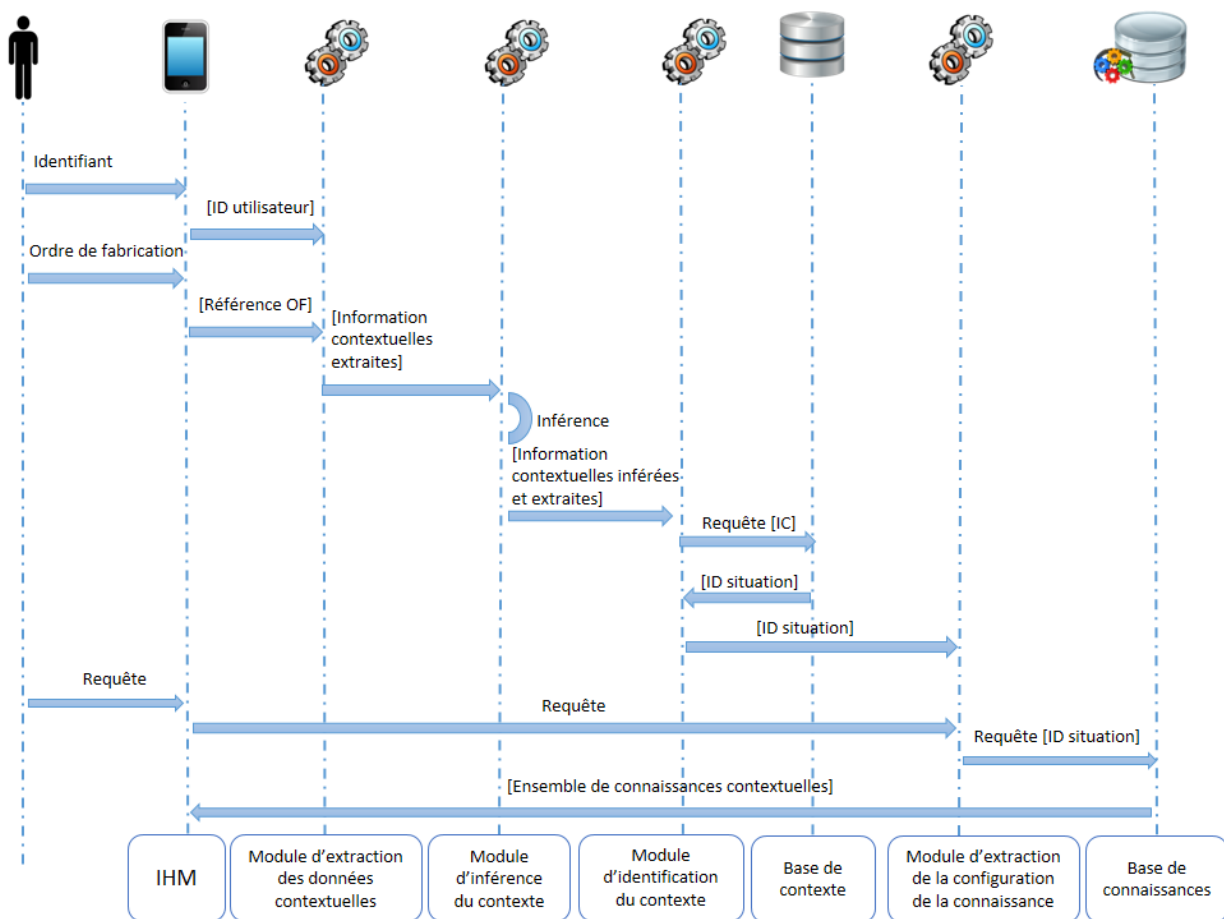 Identifiant
[ID utilisateur]
Ordre de fabrication
[Référence OF]
[Information
contextuelles
extraites]
Inférence
[Information
contextuelles inférées
et extraites]
Requête [IC]
[ID situation]
[ID situation]
Requête
Requête
Requête [ID situation]
[Ensemble de connaissances contextuelles]
IHM
Module d'extraction
des données
contextuelles
Module
d'inférence
du contexte
Module
d'identification
du contexte
Base de
contexte
Module d'extraction
de la configuration
de la connaissance
Base de
connaissances